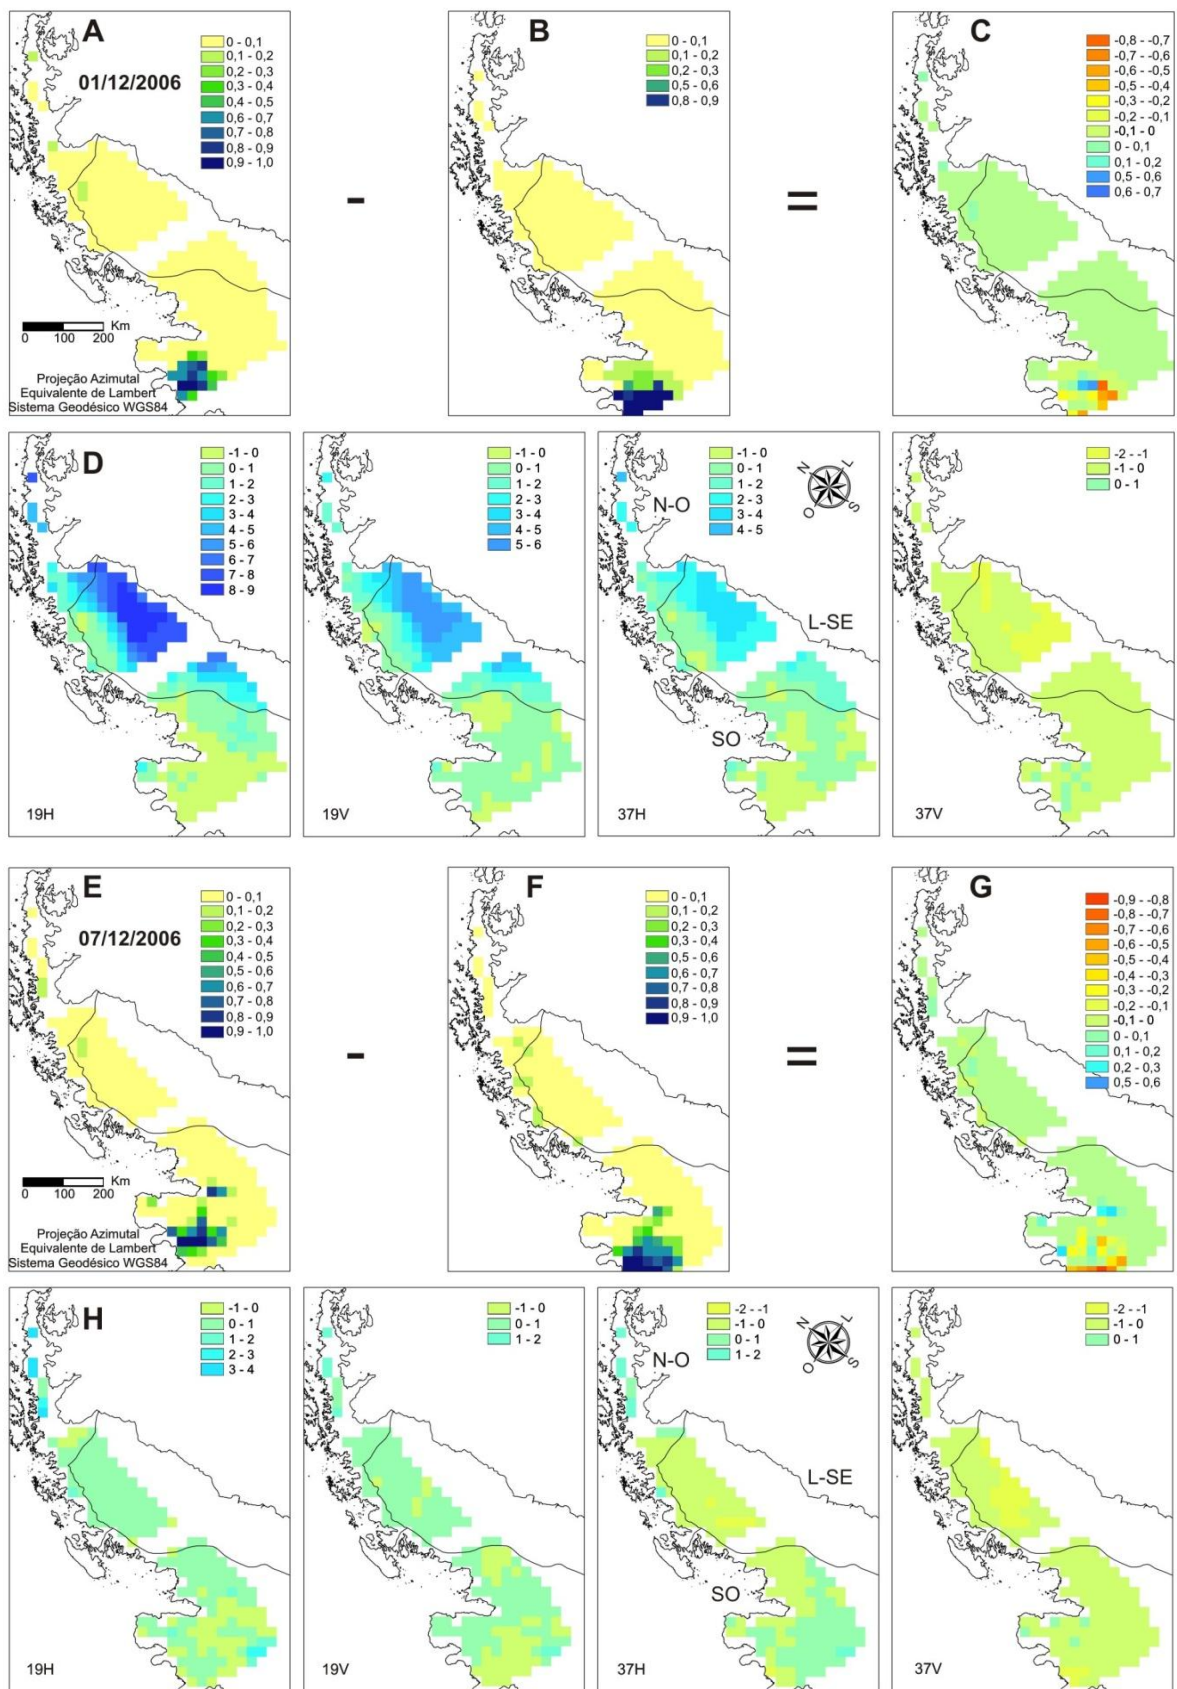 A
01/12/2006
0 - 0,1
0,1 - 0,2
0,2 - 0,3
0,3 - 0,4
0,4 - 0,5
0,6 - 0,7
0,7 - 0,8
0,8 - 0,9
0,9 - 1,0
0 100 200 Km
Projeção Azimutal
Equivalente de Lambert
Sistema Geodésico WGS84
-
B
0 - 0,1
0,1 - 0,2
0,2 - 0,3
0,5 - 0,6
0,8 - 0,9
=
C
-0,8 - -0,7
-0,7 - -0,6
-0,6 - -0,5
-0,5 - -0,4
-0,3 - -0,2
-0,2 - -0,1
-0,1 - 0
0 - 0,1
0,1 - 0,2
0,5 - 0,6
0,6 - 0,7
D
-1 - 0
0 - 1
1 - 2
2 - 3
3 - 4
4 - 5
5 - 6
6 - 7
7 - 8
8 - 9
19H
-1 - 0
0 - 1
1 - 2
2 - 3
3 - 4
4 - 5
5 - 6
19V
-1 - 0
0 - 1
1 - 2
2 - 3
3 - 4
4 - 5
N L
O S
N-O
L-SE
SO
37H
-2 - -1
-1 - 0
0 - 1
37V
E
07/12/2006
0 - 0,1
0,1 - 0,2
0,2 - 0,3
0,3 - 0,4
0,4 - 0,5
0,5 - 0,6
0,6 - 0,7
0,7 - 0,8
0,8 - 0,9
0,9 - 1,0
0 100 200 Km
Projeção Azimutal
Equivalente de Lambert
Sistema Geodésico WGS84
-
F
0 - 0,1
0,1 - 0,2
0,2 - 0,3
0,3 - 0,4
0,5 - 0,6
0,6 - 0,7
0,7 - 0,8
0,8 - 0,9
0,9 - 1,0
=
G
-0,9 - -0,8
-0,8 - -0,7
-0,7 - -0,6
-0,6 - -0,5
-0,5 - -0,4
-0,4 - -0,3
-0,3 - -0,2
-0,2 - -0,1
-0,1 - 0
0 - 0,1
0,1 - 0,2
0,2 - 0,3
0,5 - 0,6
H
-1 - 0
0 - 1
1 - 2
2 - 3
3 - 4
19H
-1 - 0
0 - 1
1 - 2
19V
-2 - -1
-1 - 0
0 - 1
1 - 2
N L
O S
N-O
L-SE
SO
37H
-2 - -1
-1 - 0
0 - 1
37V